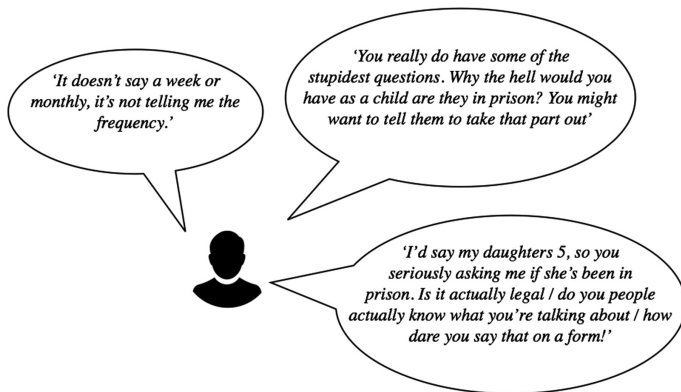 ‘It doesn’t say a week or
monthly, it’s not telling me the
frequency.’
‘You really do have some of the
stupidest questions. Why the hell would you
have as a child are they in prison? You might
want to tell them to take that part out’
‘I’d say my daughters 5, so you
seriously asking me if she’s been in
prison. Is it actually legal / do you people
actually know what you’re talking about / how
dare you say that on a form!’